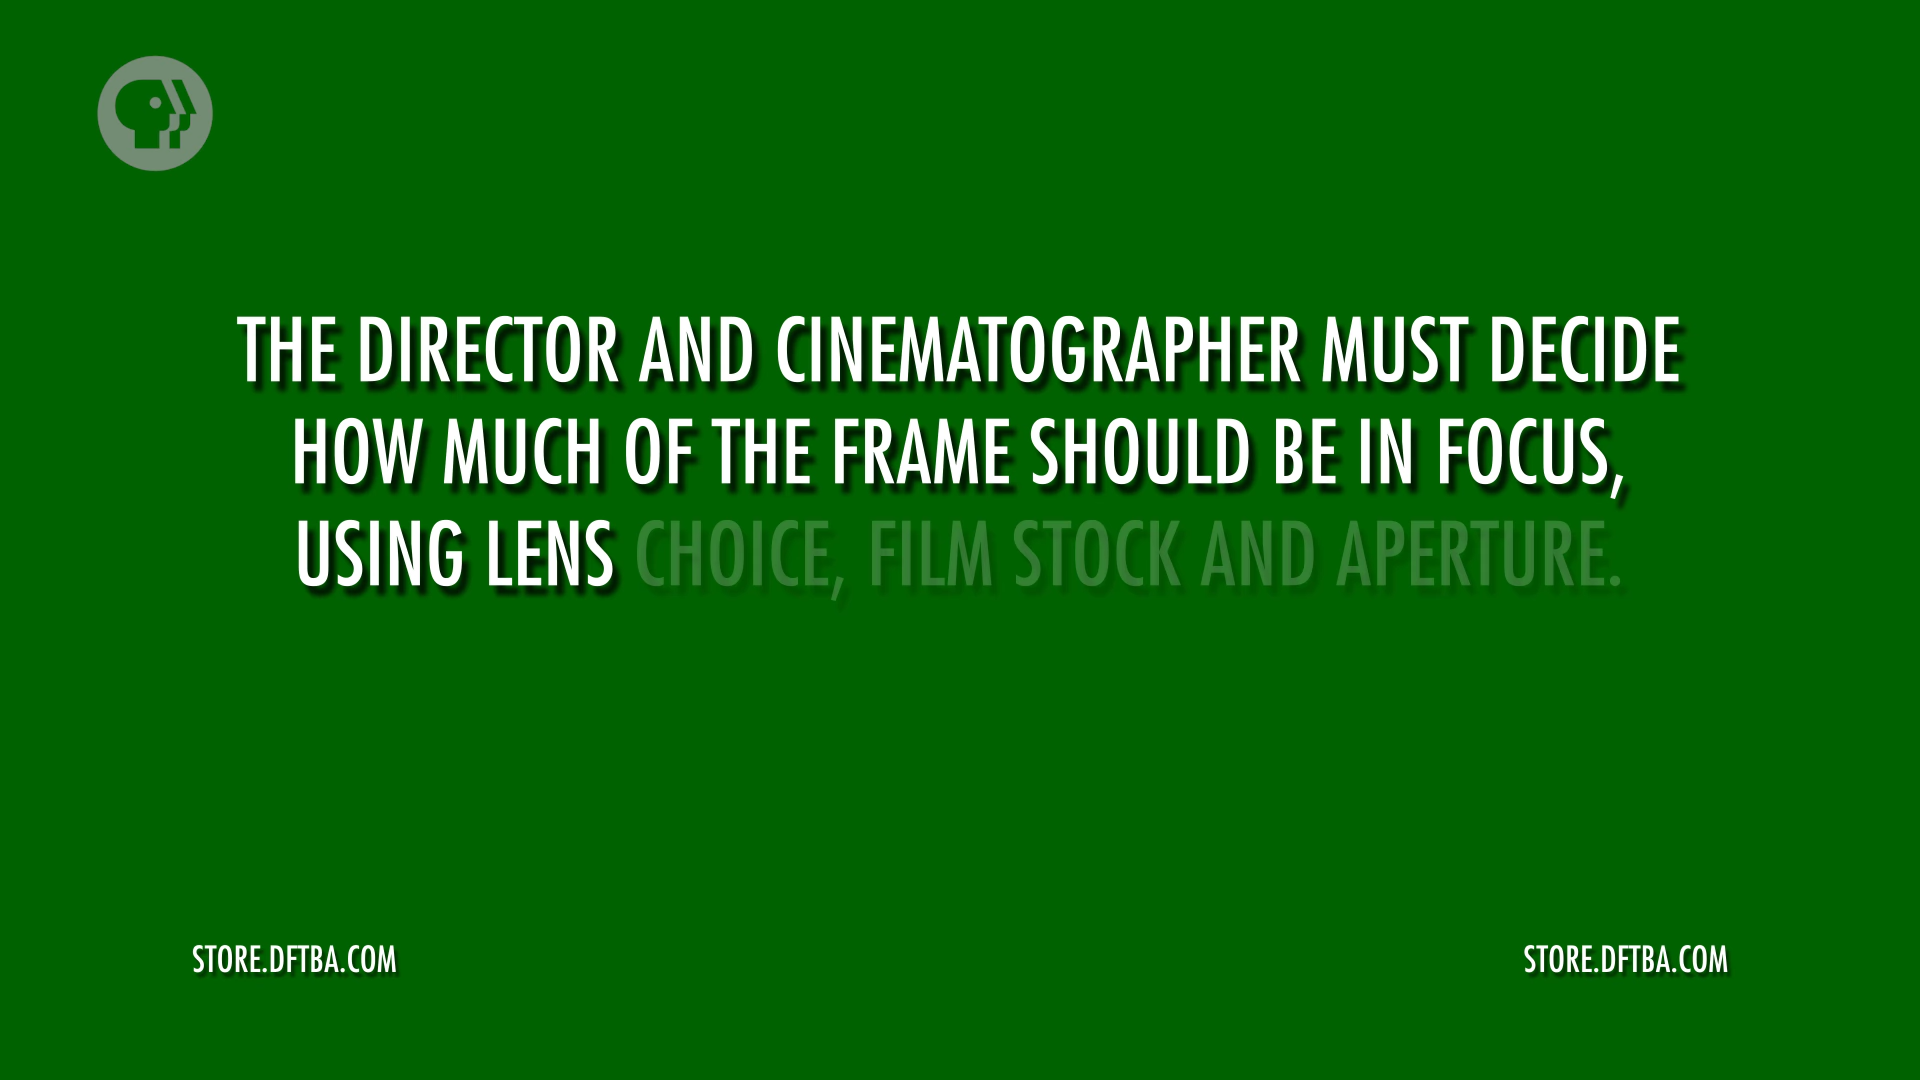 THE DIRECTOR AND CINEMATOGRAPHER MUST DECIDE
HOW MUCH OF THE FRAME SHOULD BE IN FOCUS,
USING LENS CHOICE, FILM STOCK AND APERTURE.
STORE.DFTBA.COM
STORE.DFTBA.COM